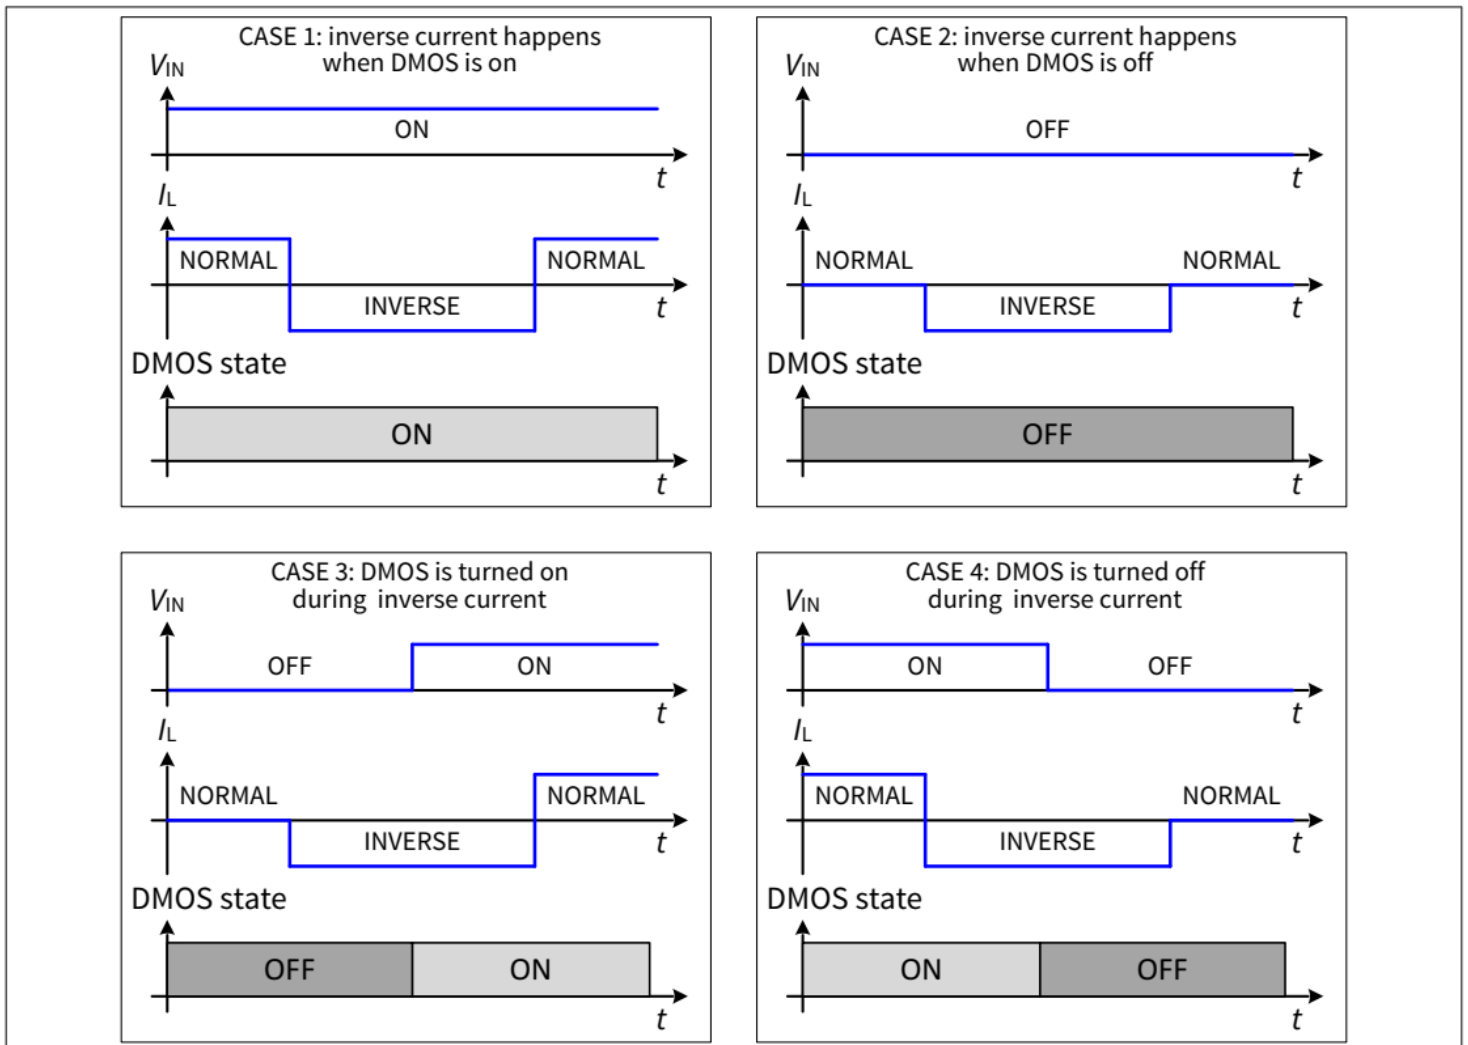 CASE 1: inverse current happens
when DMOS is on
VIN
ON
t
IL
NORMAL
NORMAL
INVERSE
t
DMOS state
ON
t
CASE 2: inverse current happens
when DMOS is off
VIN
OFF
t
IL
NORMAL
NORMAL
INVERSE
t
DMOS state
OFF
t
CASE 3: DMOS is turned on
during inverse current
VIN
OFF
ON
t
IL
NORMAL
NORMAL
INVERSE
t
DMOS state
OFF
ON
t
CASE 4: DMOS is turned off
during inverse current
VIN
ON
OFF
t
IL
NORMAL
NORMAL
INVERSE
t
DMOS state
ON
OFF
t